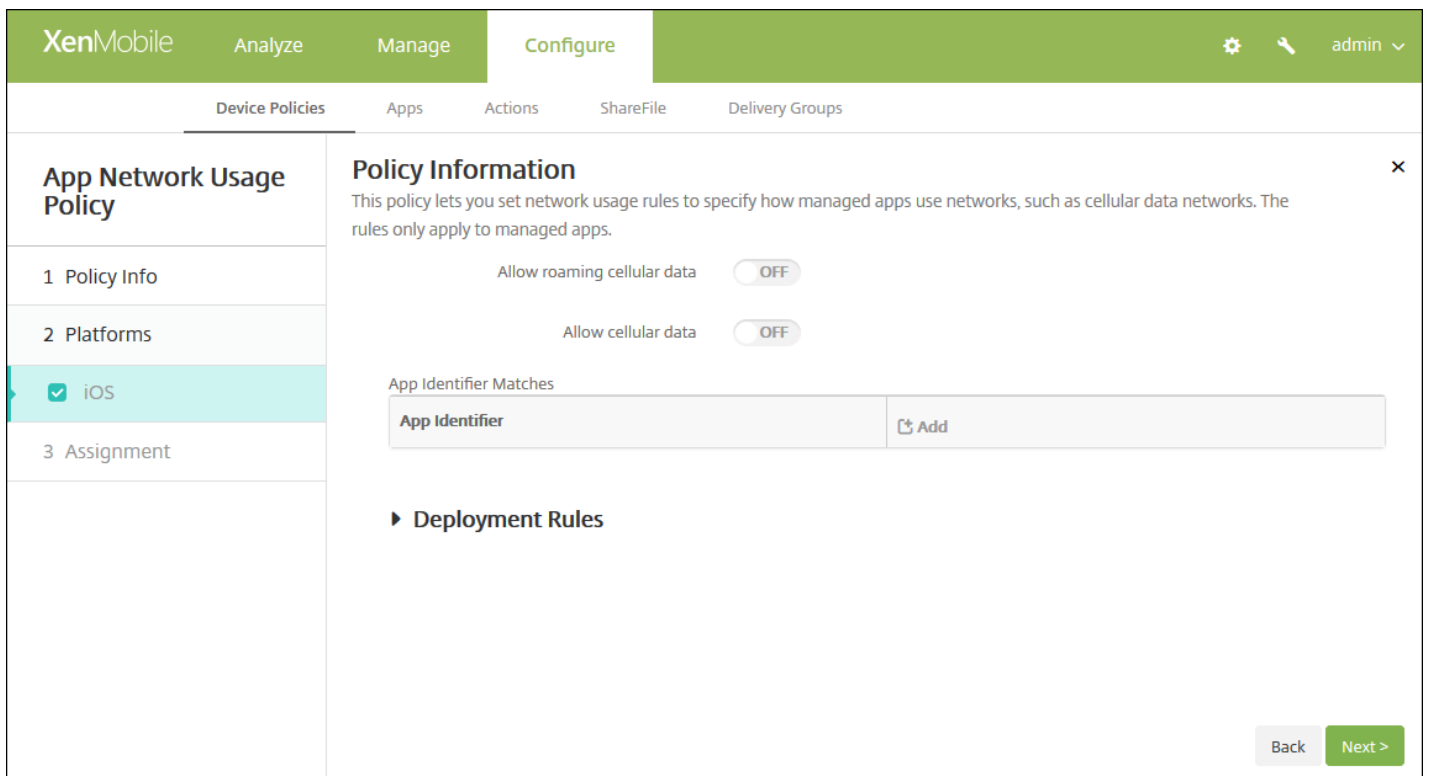 XenMobile Analyze Manage Configure admin
Device Policies Apps Actions ShareFile Delivery Groups
App Network Usage
Policy
1 Policy Info
2 Platforms
iOS
3 Assignment
Policy Information
This policy lets you set network usage rules to specify how managed apps use networks, such as cellular data networks. The
rules only apply to managed apps.
Allow roaming cellular data OFF
Allow cellular data OFF
App Identifier Matches
App Identifier Add
Deployment Rules
Back Next >